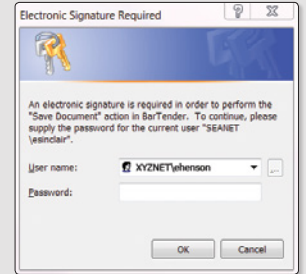 Electronic Signature Required
An electronic signature is required in order to perform the
"Save Document" action in BarTender. To continue, please
supply the password for the current user "SEANET
\esinclair".
User name: XYZNET\ehenson ...
Password:
OK Cancel